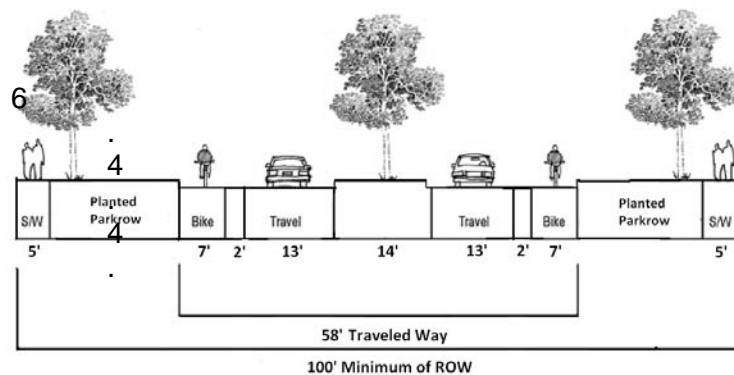 6
.
4
Planted
Parkrow
Planted
Parkrow
S/W
Bike
Travel
Travel
Bike
S/W
4
.
5'
7'
2'
13'
14'
13'
2'
7'
5'
58' Traveled Way
100' Minimum of ROW